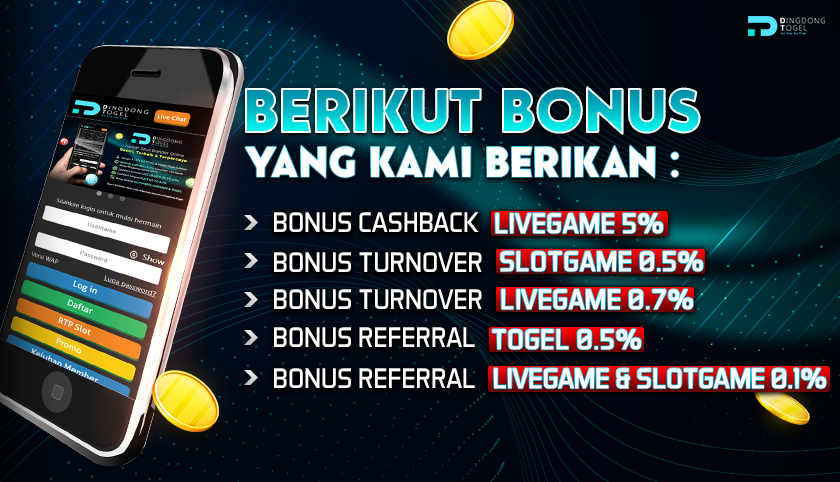 DINGDONG
TOGEL
BERIKUT BONUS
YANG KAMI BERIKAN :
BONUS CASHBACK LIVEGAME 5%
BONUS TURNOVER SLOTGAME 0.5%
BONUS TURNOVER LIVEGAME 0.7%
BONUS REFERRAL TOGEL 0.5%
BONUS REFERRAL LIVEGAME & SLOTGAME 0.1%
DINGDONG
TOGEL
Live Chat
DINGDONG
TOGEL
Silahkan login untuk mulai bermain
Username
Password
Show
Versi WAP
Lupa password?
Log in
Daftar
RTP Slot
Promo
Keluhan Member